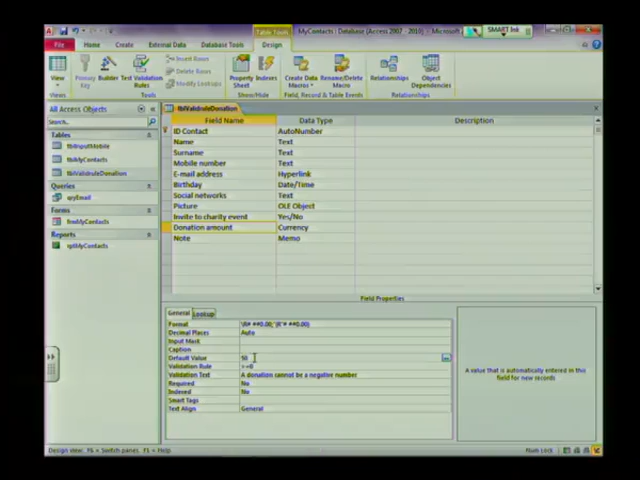 Table Tools
MyContacts : Database (Access 2007 - 2010)
SMART Ink
File Home Create External Data Database Tools Design
View Primary Key Builder Test Validation Rules Insert Rows Delete Rows Modify Lookups Property Sheet Indexes Create Data Macros Rename/Delete Macro Relationships Object Dependencies
Views Tools Show/Hide Field, Record & Table Events Relationships
All Access Objects
Search...
Tables
tblInputMobile
tblMyContacts
tblValidruleDonation
Queries
qryEmail
Forms
frmMyContacts
Reports
rptMyContacts
tblValidruleDonation
Field Name Data Type Description
ID Contact AutoNumber
Name Text
Surname Text
Mobile number Text
E-mail address Hyperlink
Birthday Date/Time
Social networks Text
Picture OLE Object
Invite to charity event Yes/No
Donation amount Currency
Note Memo
Field Properties
General Lookup
Format
Decimal Places Auto
Input Mask
Caption
Default Value 50
Validation Rule >=0
Validation Text A donation cannot be a negative number
Required No
Indexed No
Smart Tags
Text Align General
A value that is automatically entered in this field for new records
Design view. F6 = Switch panes. F1 = Help. Num Lock